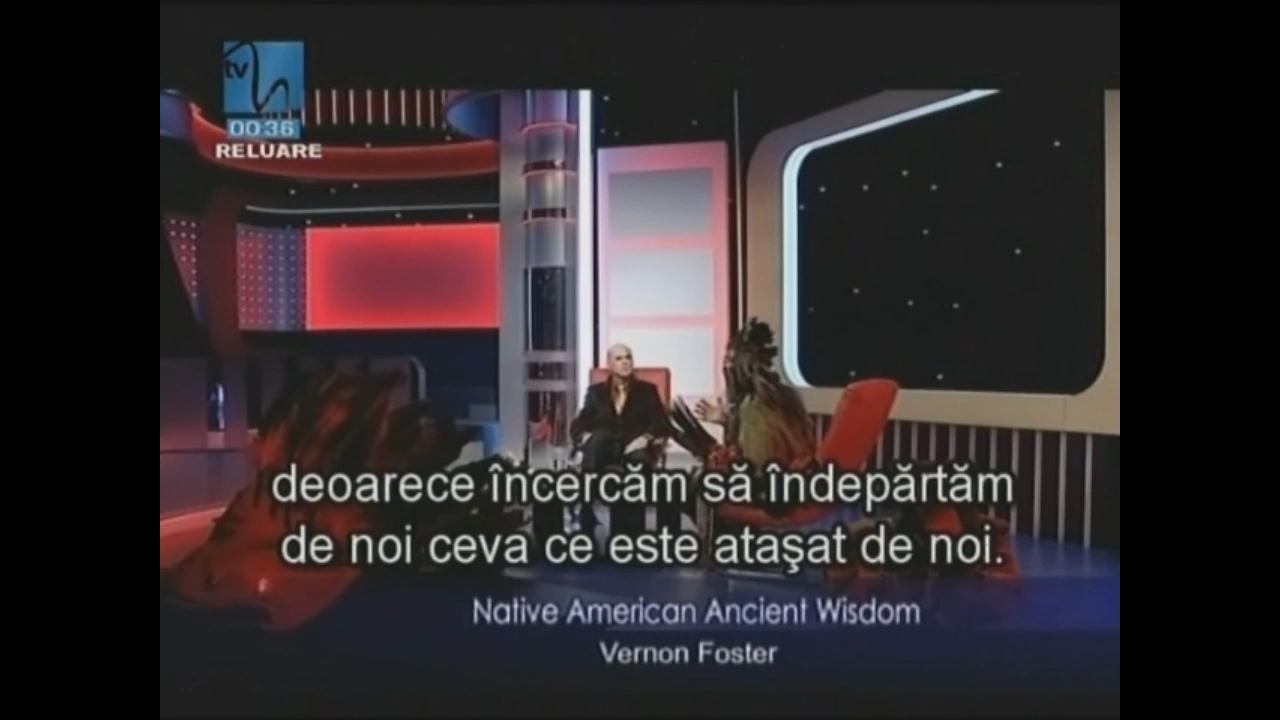 tv
00:36
RELUARE
deoarece încercăm să îndepărtăm
de noi ceva ce este ataşat de noi.
Native American Ancient Wisdom
Vernon Foster